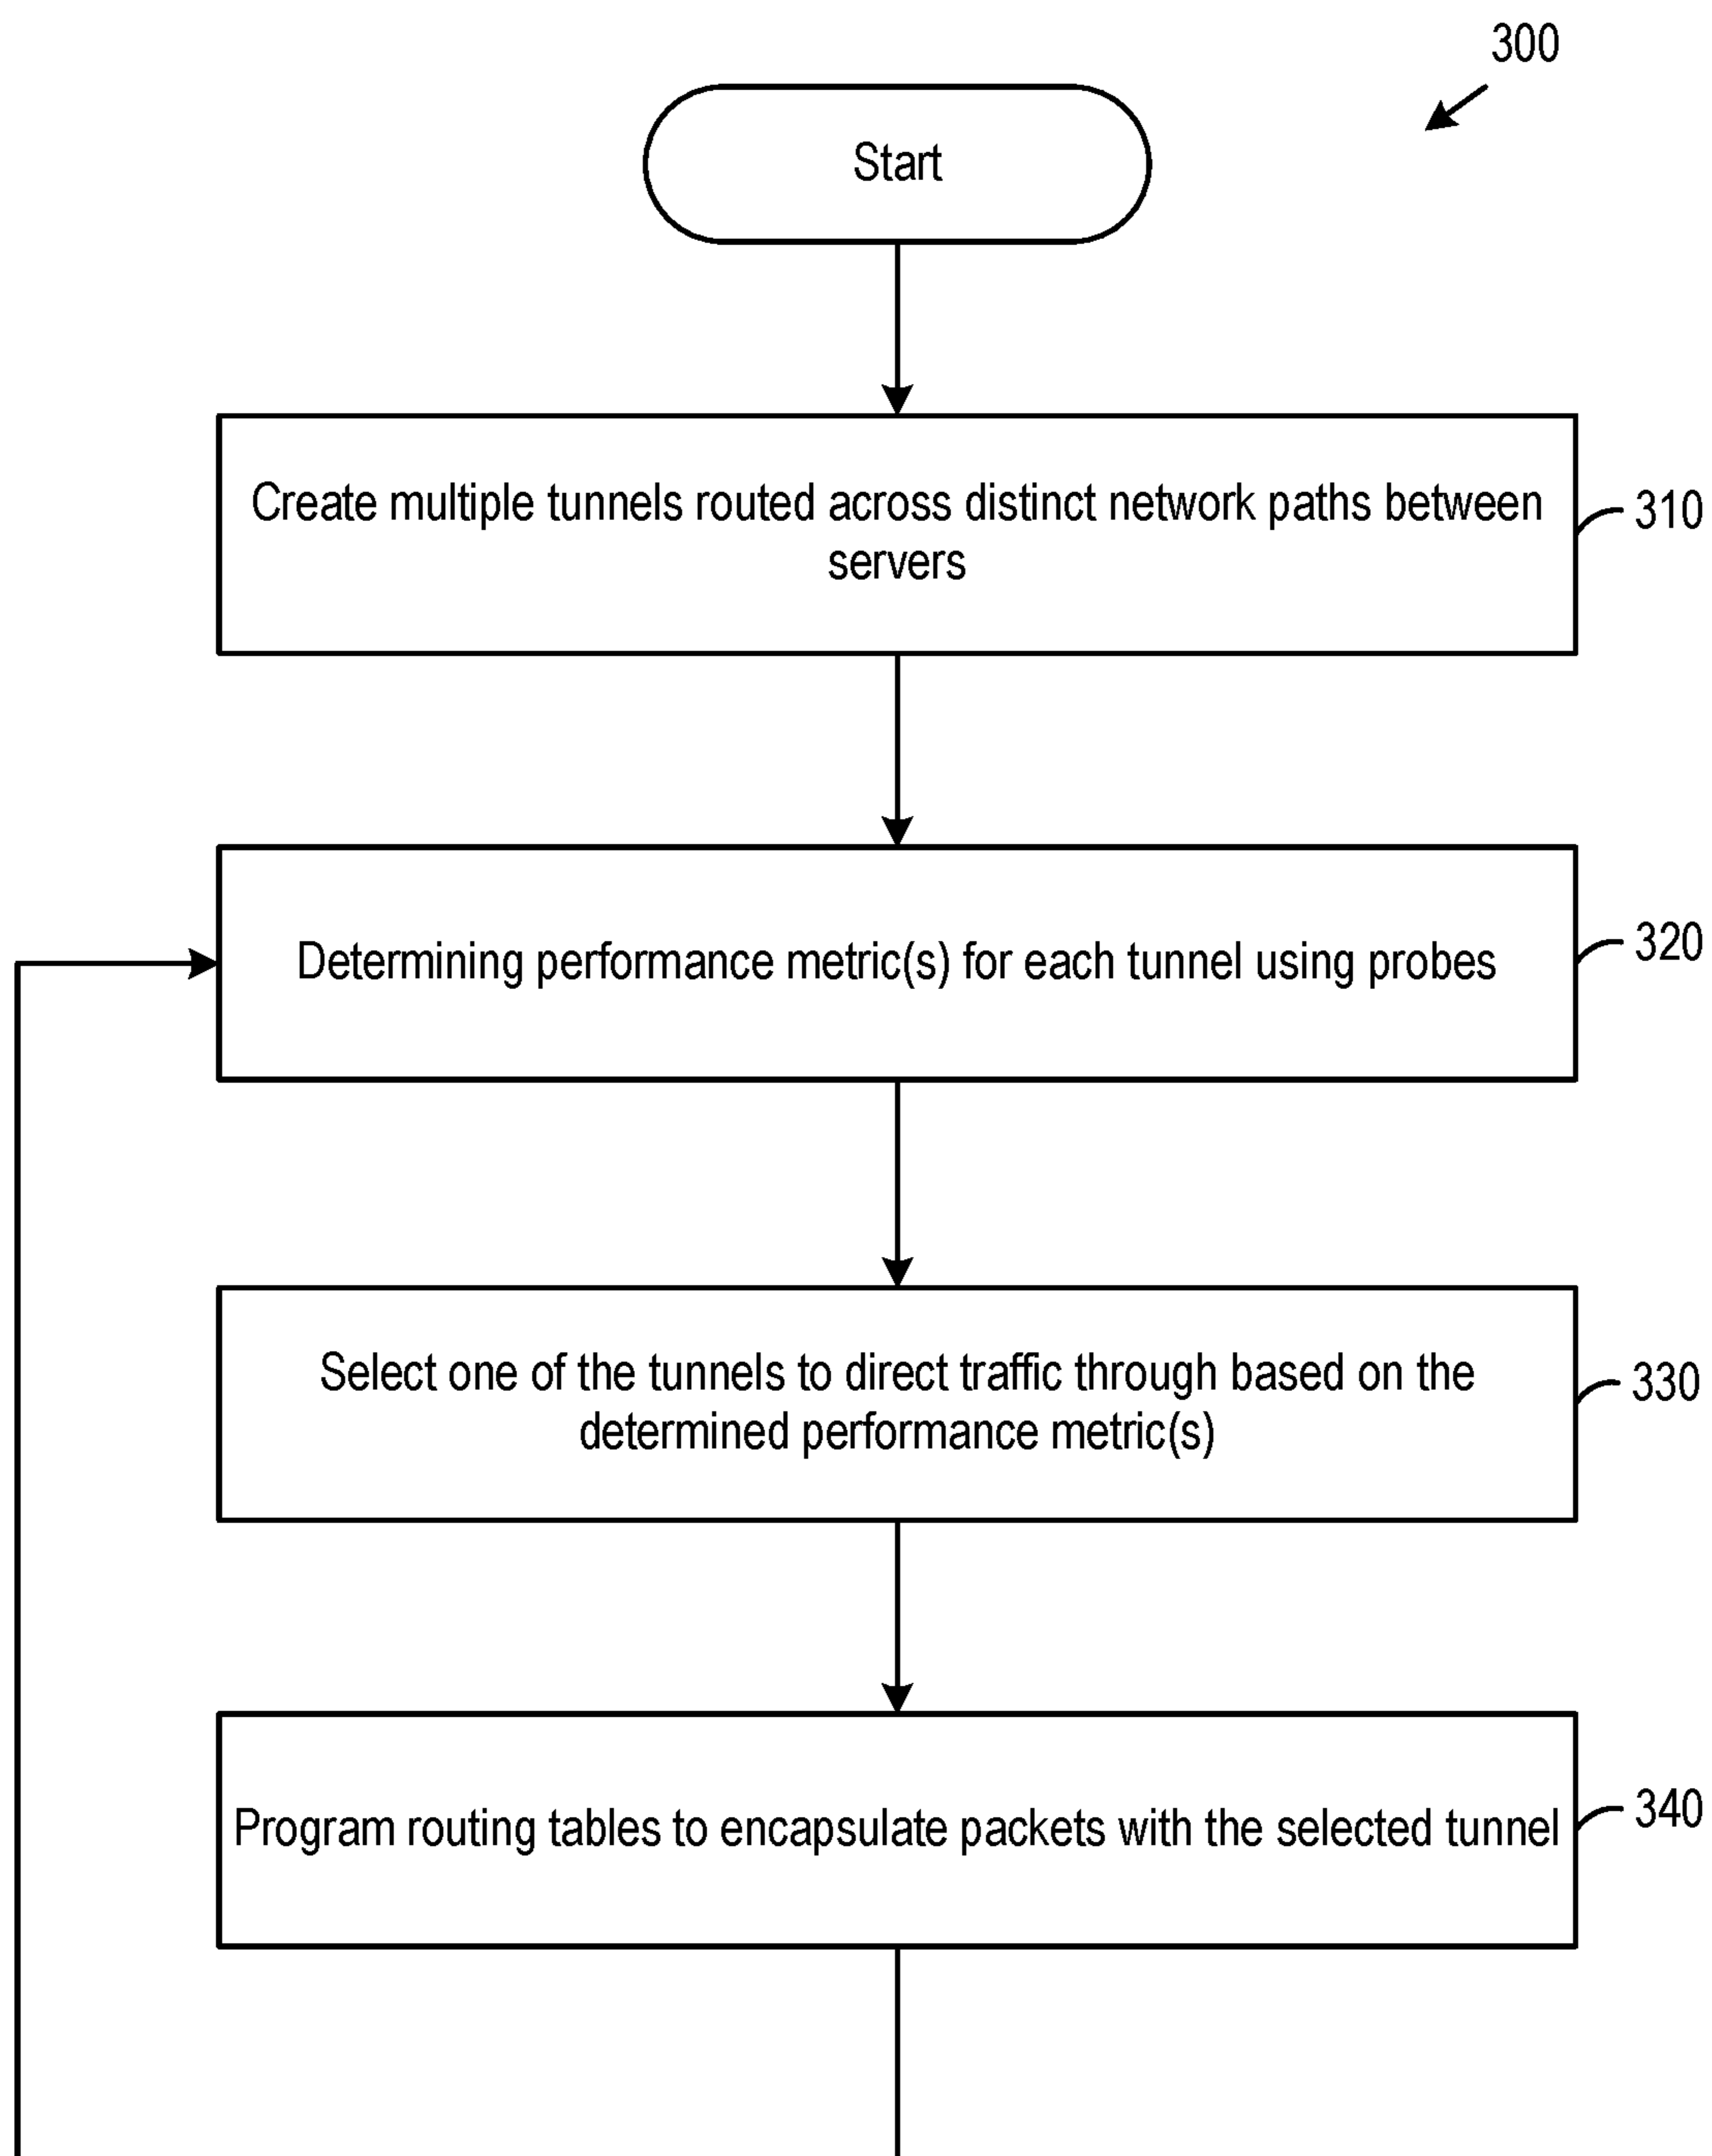 300
Start
Create multiple tunnels routed across distinct network paths between
servers
310
Determining performance metric(s) for each tunnel using probes
320
Select one of the tunnels to direct traffic through based on the
determined performance metric(s)
330
Program routing tables to encapsulate packets with the selected tunnel
340